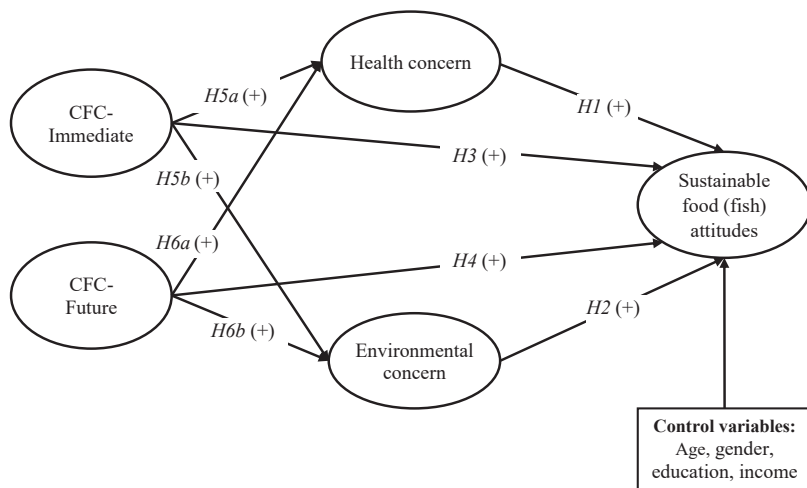 Health concern
H1 (+)
H5a (+)
CFC-
Immediate
H3 (+)
H5b (+)
Sustainable
food (fish)
attitudes
H6a (+)
H4 (+)
CFC-
Future
H6b (+)
H2 (+)
Environmental
concern
Control variables:
Age, gender,
education, income